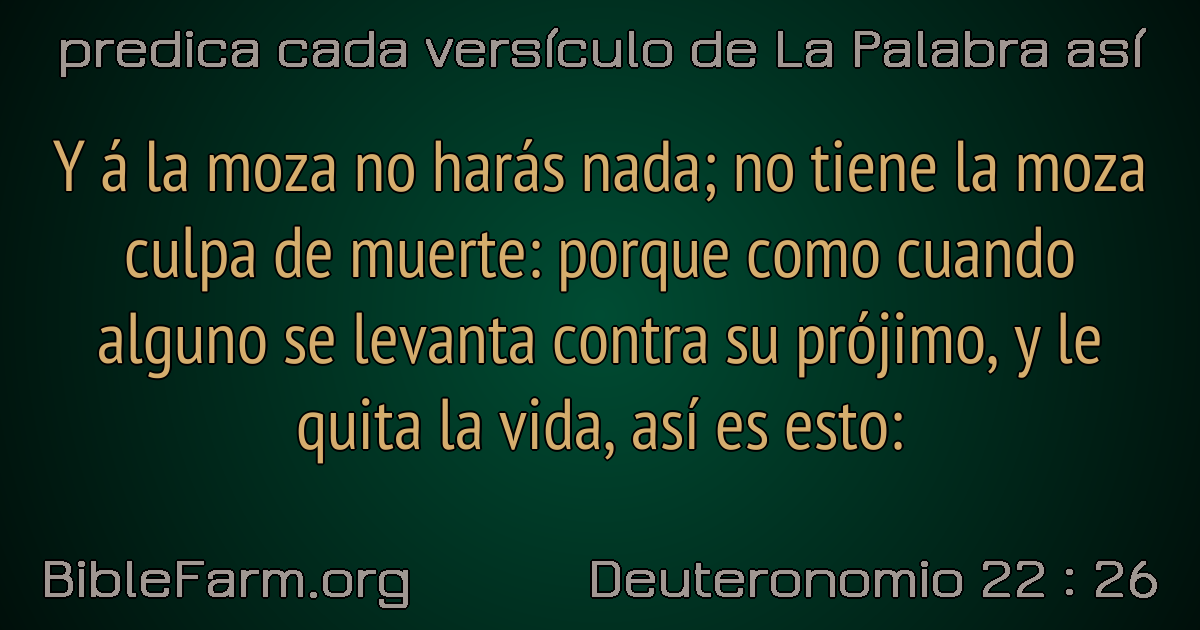 predica cada versículo de La Palabra así
Y á la moza no harás nada; no tiene la moza
culpa de muerte: porque como cuando
alguno se levanta contra su prójimo, y le
quita la vida, así es esto:
BibleFarm.org
Deuteronomio 22 : 26